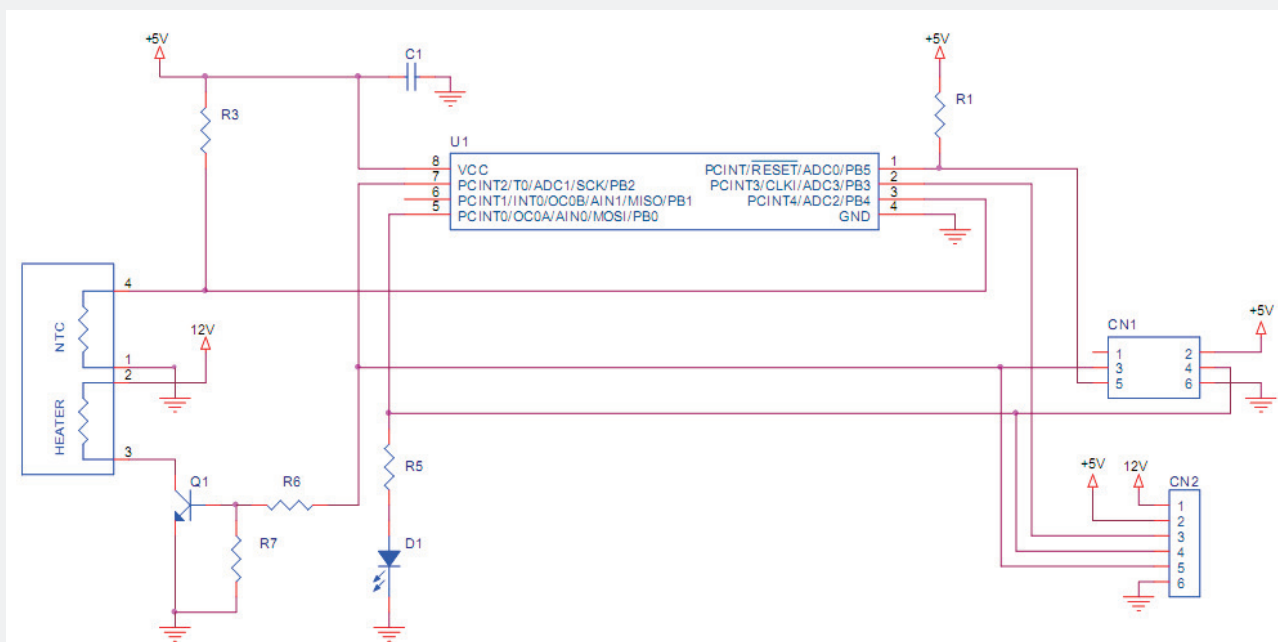 +5V
C1
+5V
R3
R1
U1
8 VCC PCINT/RESET/ADC0/PB5 1
7 PCINT2/T0/ADC1/SCK/PB2 PCINT3/CLKI/ADC3/PB3 2
6 PCINT1/INT0/OC0B/AIN1/MISO/PB1 PCINT4/ADC2/PB4 3
5 PCINT0/OC0A/AIN0/MOSI/PB0 GND 4
4
NTC
12V
1
2
HEATER
3
+5V
CN1
1 2
3 4
5 6
R5
Q1
R6
R7
D1
+5V
12V
CN2
1
2
3
4
5
6